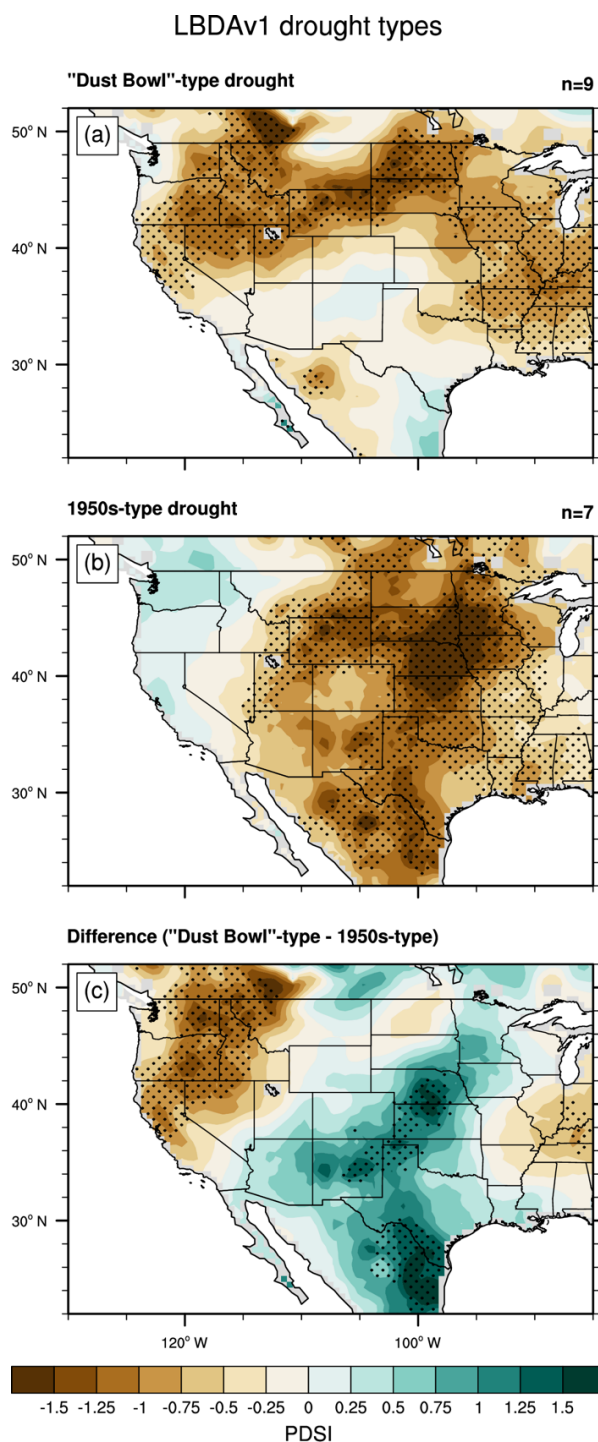 LBDAv1 drought types
"Dust Bowl"-type drought n=9
(a)
50° N
40° N
30° N
1950s-type drought n=7
(b)
50° N
40° N
30° N
Difference ("Dust Bowl"-type - 1950s-type)
(c)
50° N
40° N
30° N
120° W 100° W
-1.5 -1.25 -1 -0.75 -0.5 -0.25 0 0.25 0.5 0.75 1 1.25 1.5
PDSI